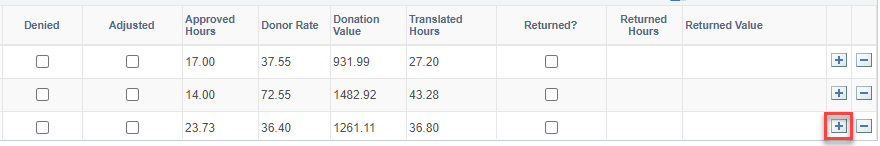 Denied Adjusted Approved Hours Donor Rate Donation Value Translated Hours Returned? Returned Hours Returned Value
17.00 37.55 931.99 27.20
14.00 72.55 1482.92 43.28
23.73 36.40 1261.11 36.80